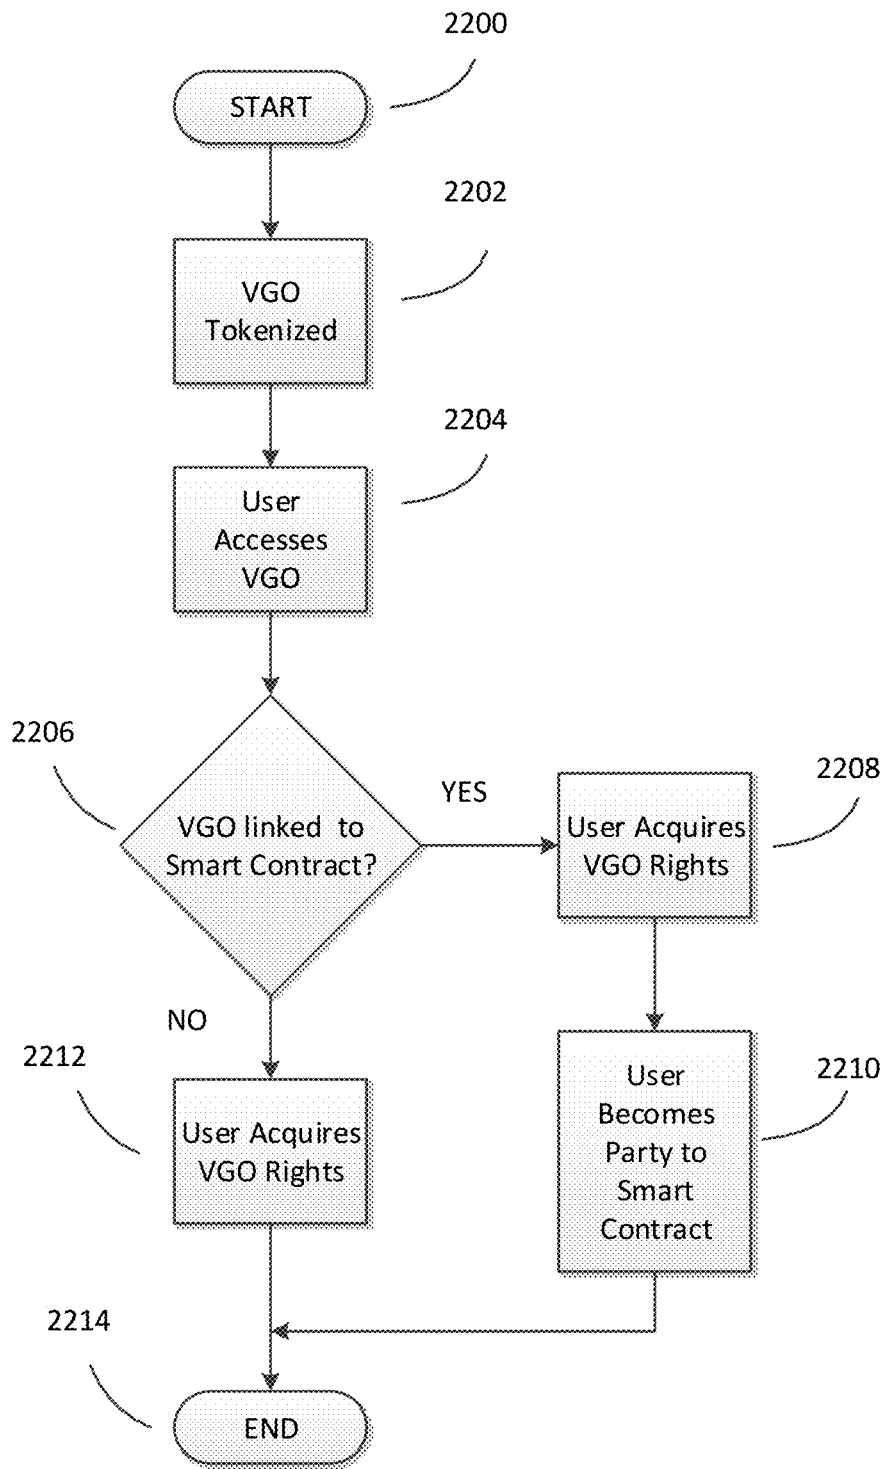 2200
START
2202
VGO
Tokenized
2204
User
Accesses
VGO
2206
VGO linked to
Smart Contract?
YES
2208
User Acquires
VGO Rights
NO
2212
User Acquires
VGO Rights
2210
User
Becomes
Party to
Smart
Contract
2214
END